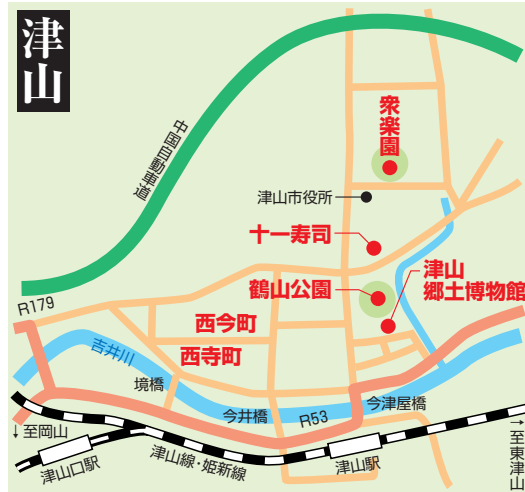 津山
中国自動車道
衆楽園
津山市役所
十一寿司
津山
郷土博物館
鶴山公園
R179
西今町
西寺町
吉井川
境橋
今井橋
R53
今津屋橋
↓至岡山
津山口駅
津山線・姫新線
津山駅
→至東津山